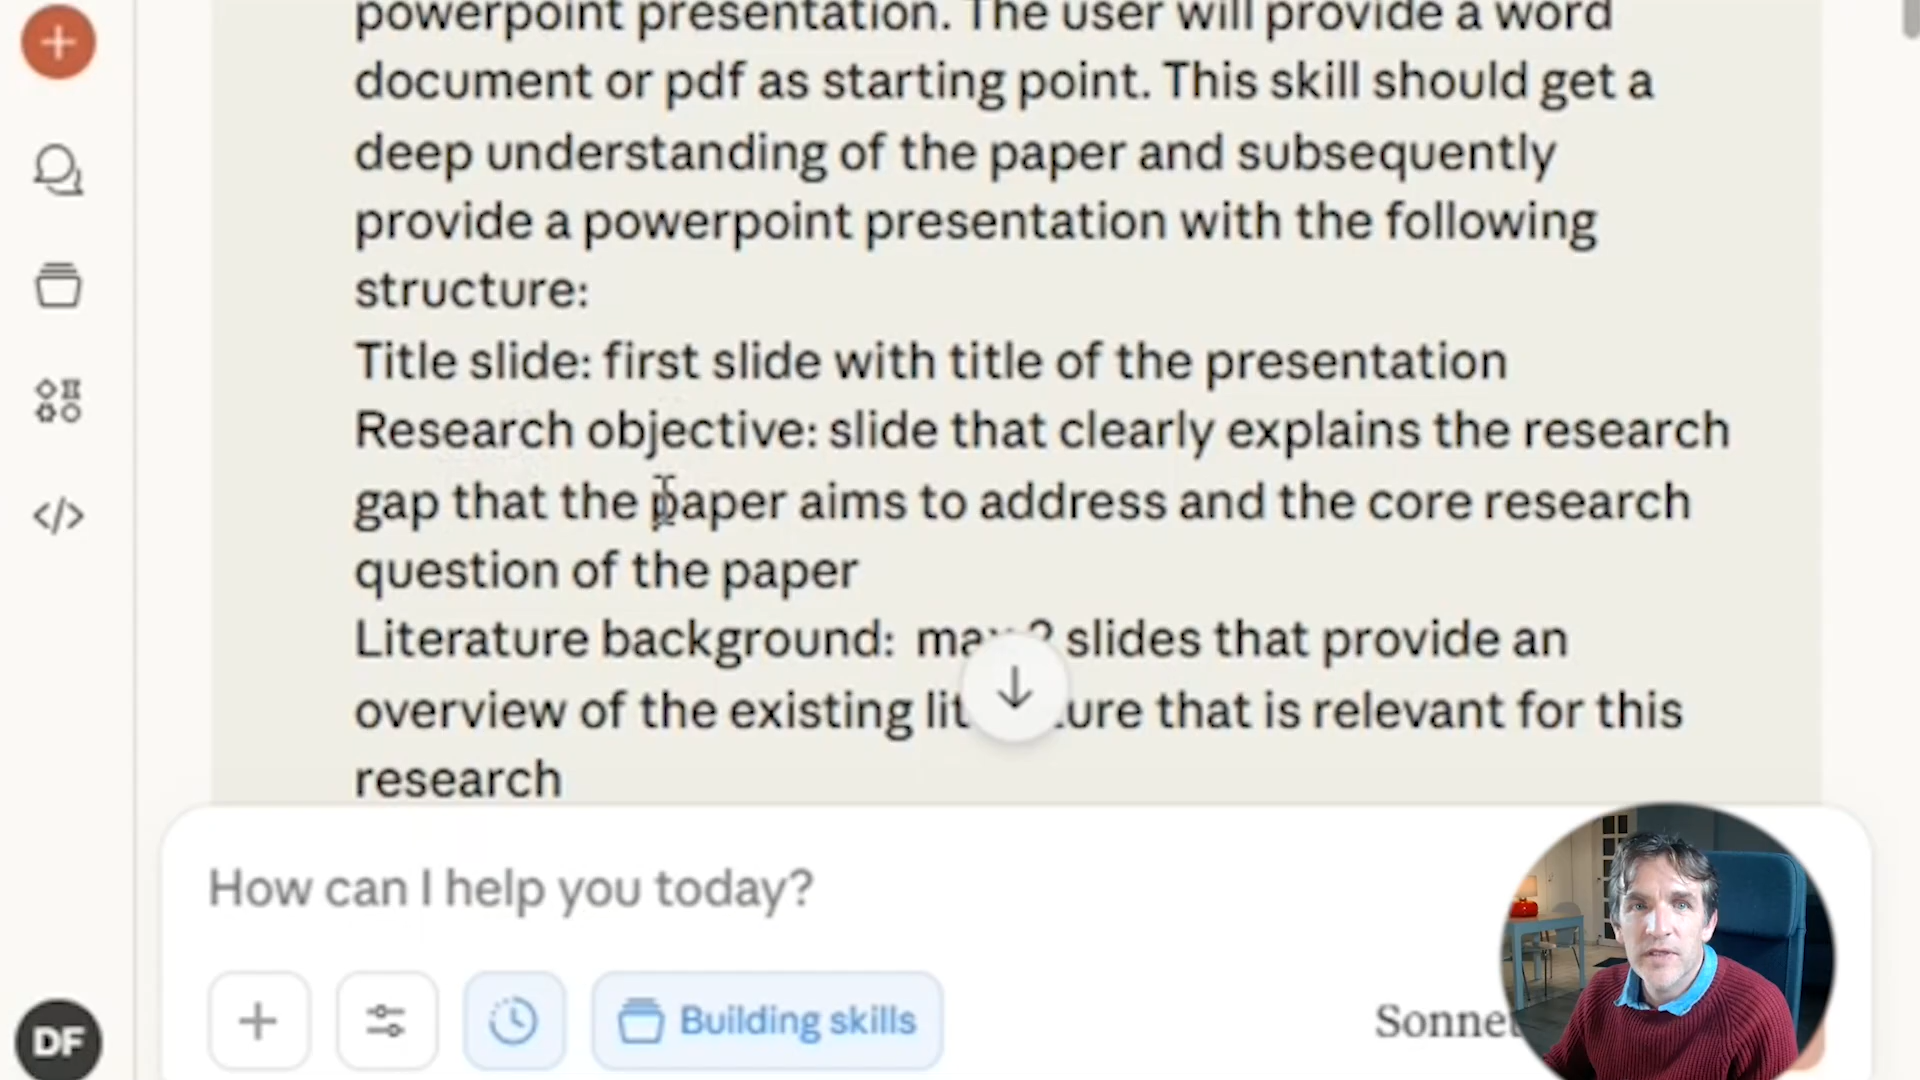 powerpoint presentation. The user will provide a word
document or pdf as starting point. This skill should get a
deep understanding of the paper and subsequently
provide a powerpoint presentation with the following
structure:
Title slide: first slide with title of the presentation
Research objective: slide that clearly explains the research
gap that the paper aims to address and the core research
question of the paper
Literature background: slides that provide an
overview of the existing that is relevant for this
research
How can I help you today?
Building skills
Sonnet
DF